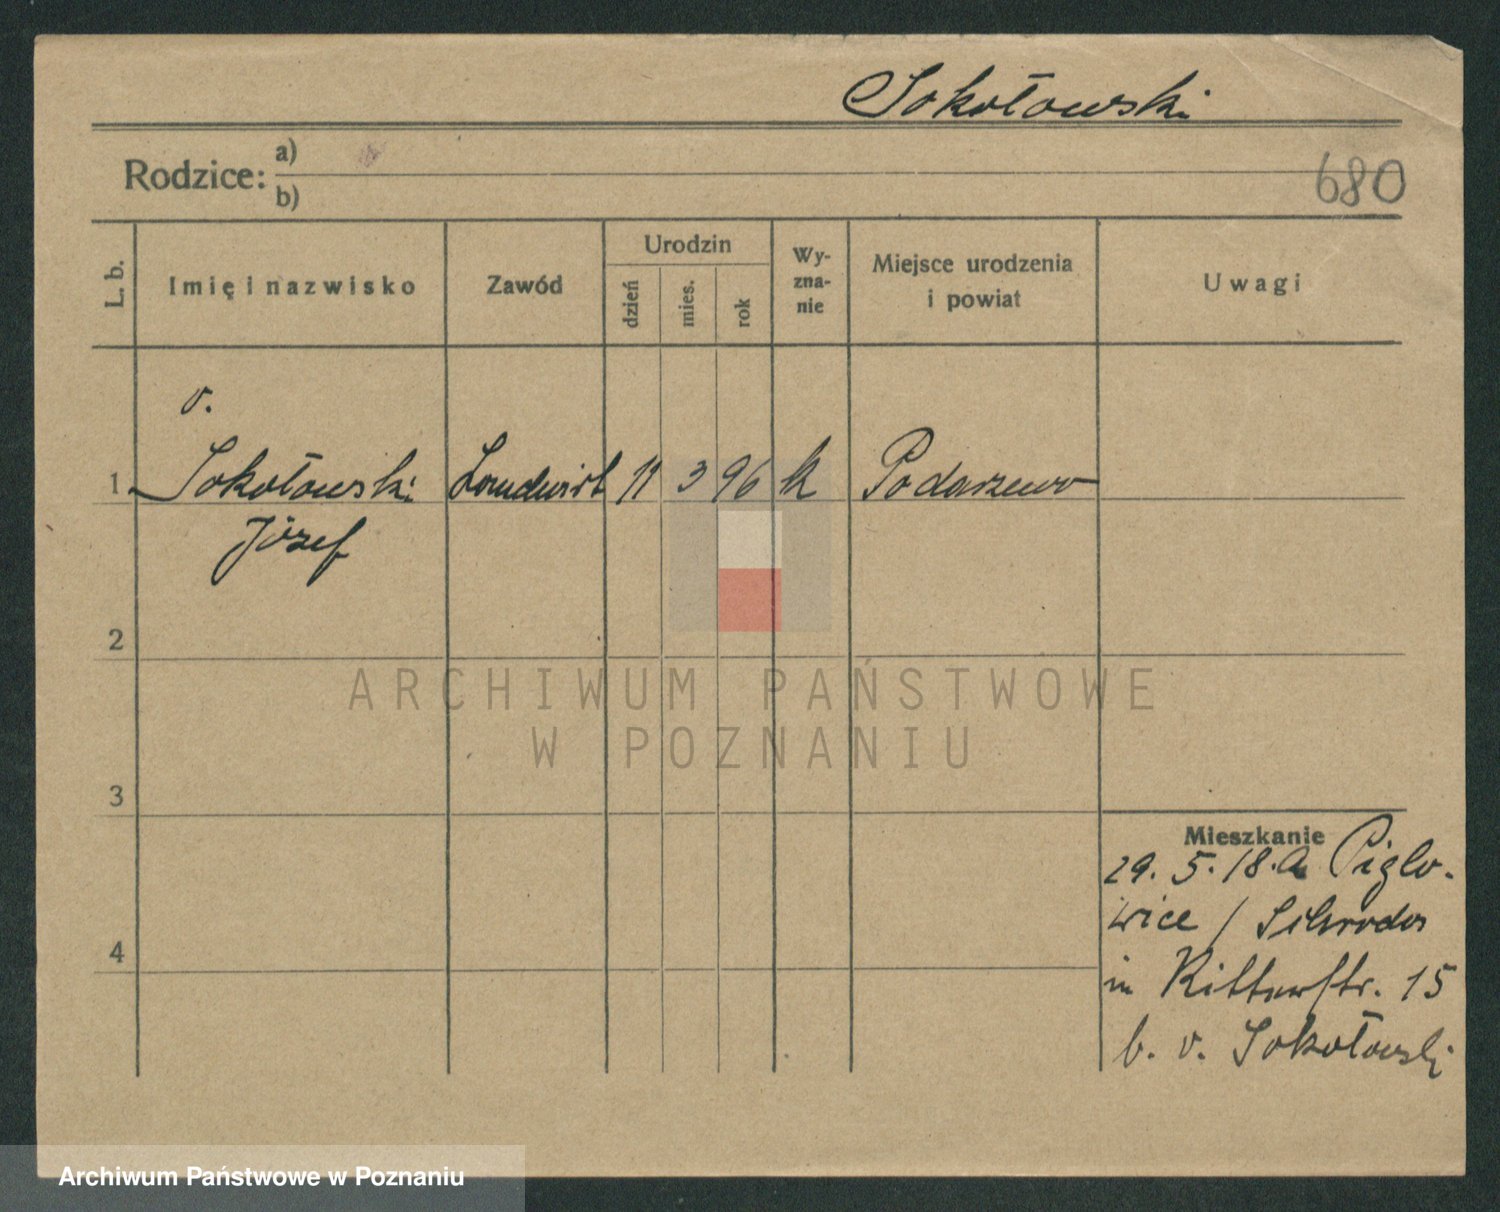 Sokołowski
Rodzice: a)
b)
680
L. b.
Imię i nazwisko
Zawód
Urodzin
dzień
mies.
rok
Wy-
zna-
nie
Miejsce urodzenia
i powiat
Uwagi
v.
1 Sokołowski Landwirt 11 3 96 k Podarzewo
Józef
2
3
4
Mieszkanie
29. 5. 18. a Piglo-
wice / Schroda
in Ritterstr. 15
b. v. Sokołowski
ARCHIWUM PAŃSTWOWE
W POZNANIU
Archiwum Państwowe w Poznaniu